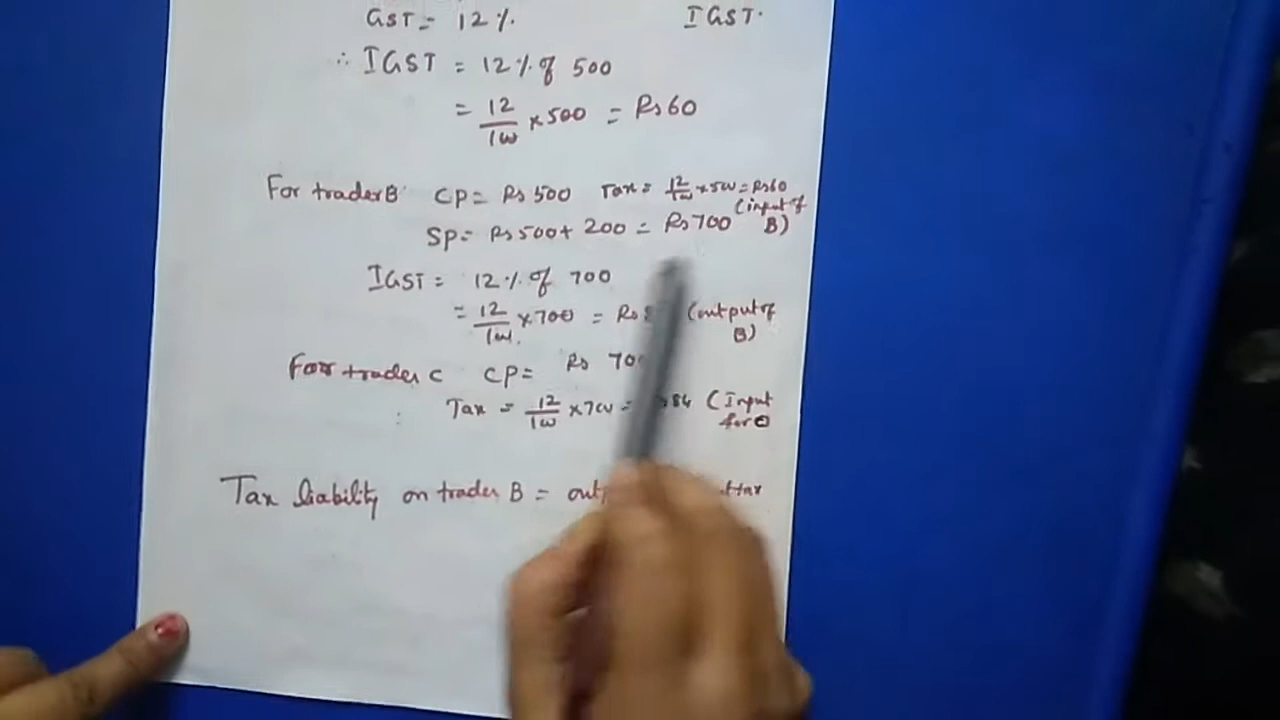 GST = 12%
IGST.
∴ IGST = 12% of 500
= 12/100 × 500 = Rs 60
For trader B CP = Rs 500 Tax = 12/100 × 500 = Rs 60
(input of B)
SP = Rs 500 + 200 = Rs 700
IGST = 12% of 700
= 12/100 × 700 = Rs (output of B)
For trader C CP = Rs
Tax = 12/100 × 700 = 84 (Input for C)
Tax liability on trader B =